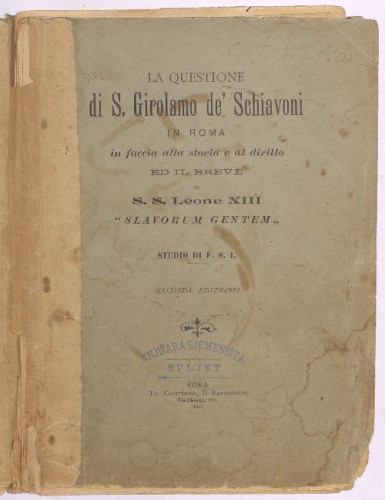 LA QUESTIONE
di S. Girolamo de' Schiavoni
IN ROMA
in faccia alla storia e al diritto
ED IL BREVE
DI
S. S. Leone XIII
"SLAVORUM GENTEM„
STUDIO DI F. S. I.
(SECONDA EDIZIONE)
KNJIŽARA SJEMENIŠTA
SPLJET
ROMA